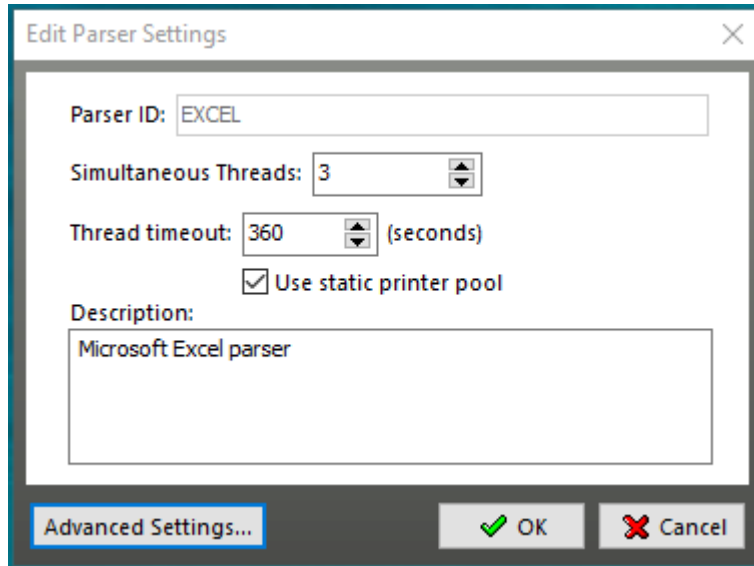 Edit Parser Settings
Parser ID: EXCEL
Simultaneous Threads: 3
Thread timeout: 360 (seconds)
Use static printer pool
Description:
Microsoft Excel parser
Advanced Settings... OK Cancel